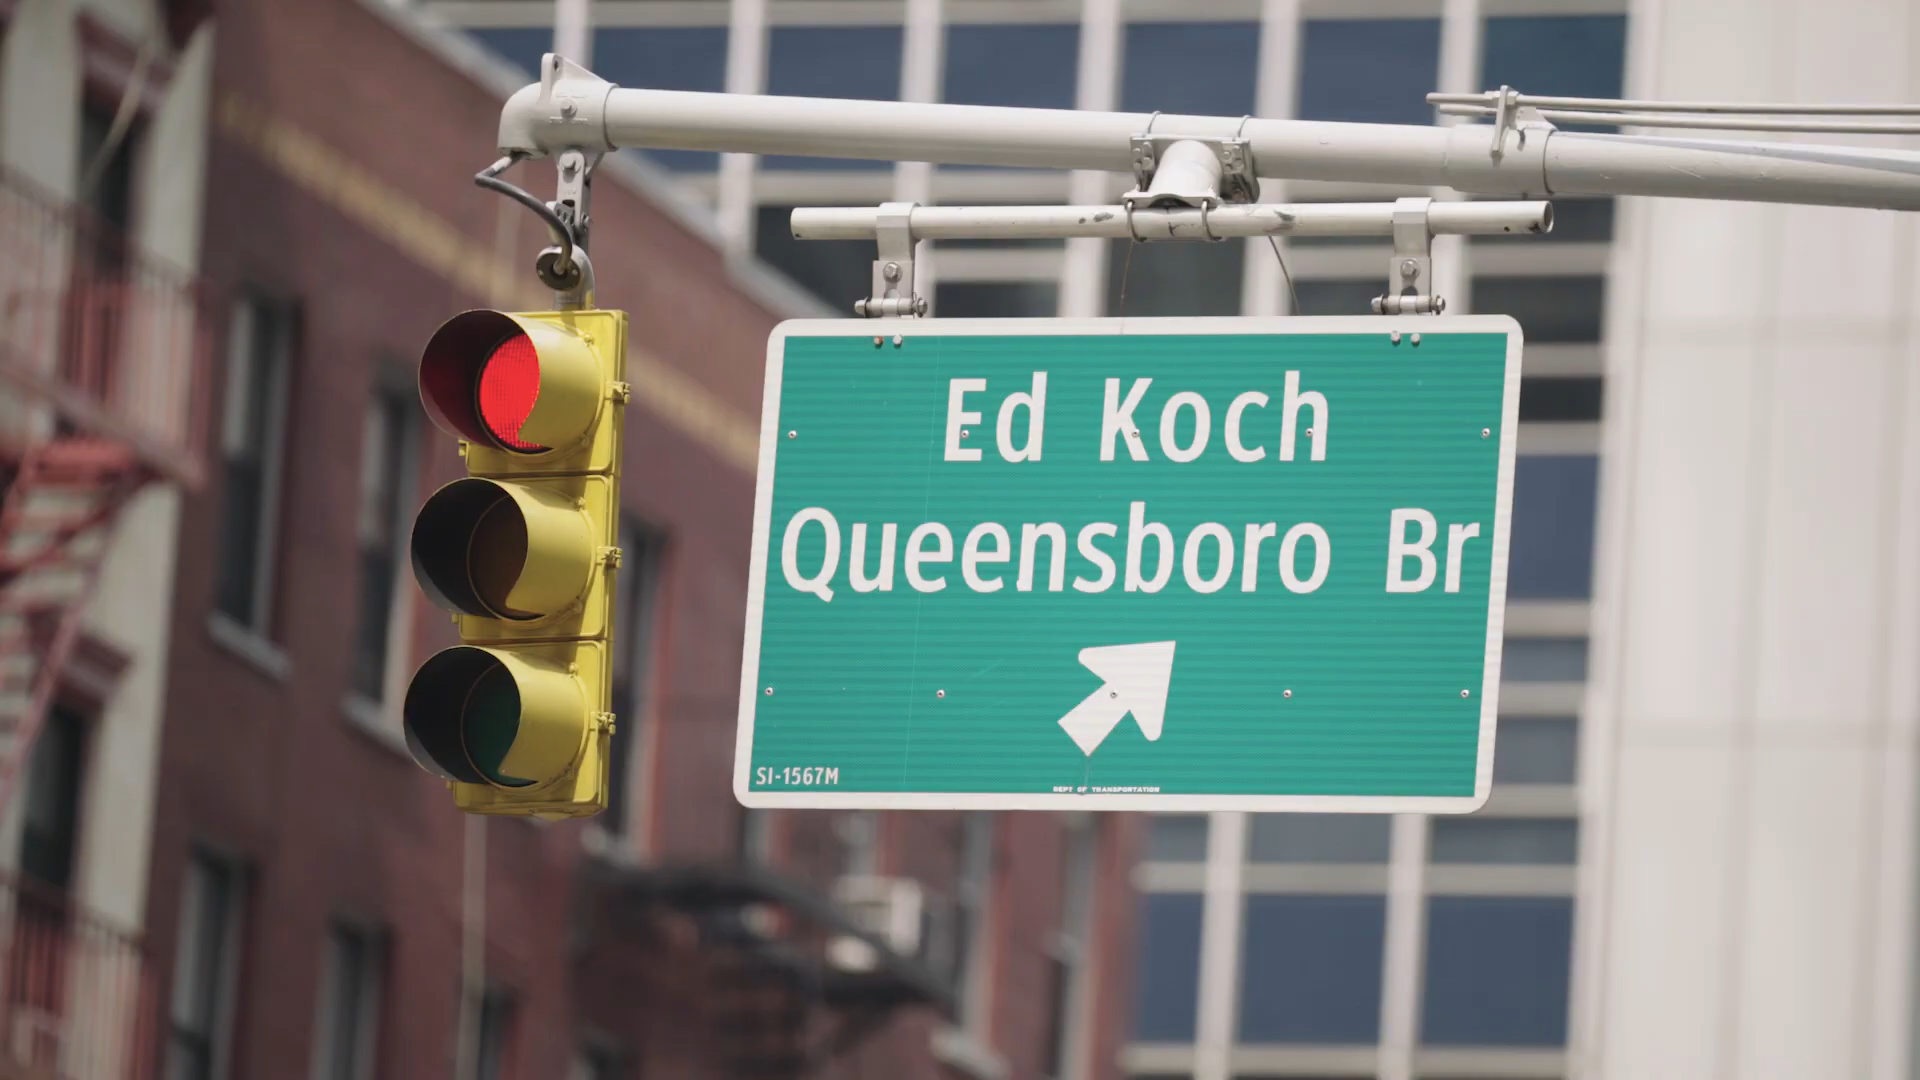 Ed Koch
Queensboro Br
SI-1567M
DEPT OF TRANSPORTATION